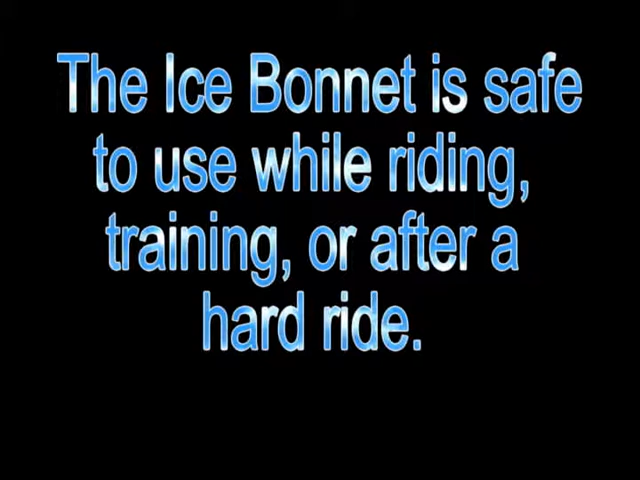 The Ice Bonnet is safe
to use while riding,
training, or after a
hard ride.